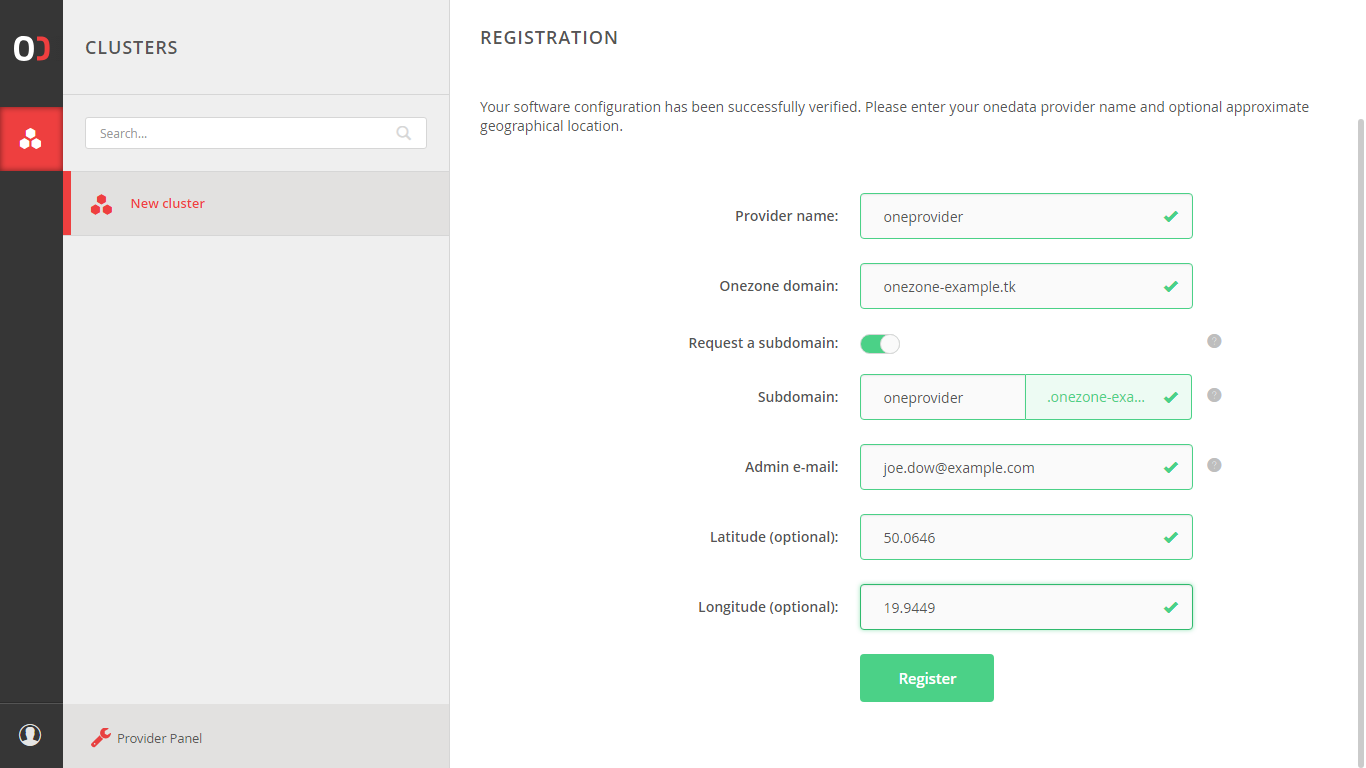 CLUSTERS
Search...
New cluster
Provider Panel
REGISTRATION
Your software configuration has been successfully verified. Please enter your onedata provider name and optional approximate
geographical location.
Provider name: oneprovider
Onezone domain: onezone-example.tk
Request a subdomain: ?
Subdomain: oneprovider .onezone-exa... ?
Admin e-mail: joe.dow@example.com ?
Latitude (optional): 50.0646
Longitude (optional): 19.9449
Register